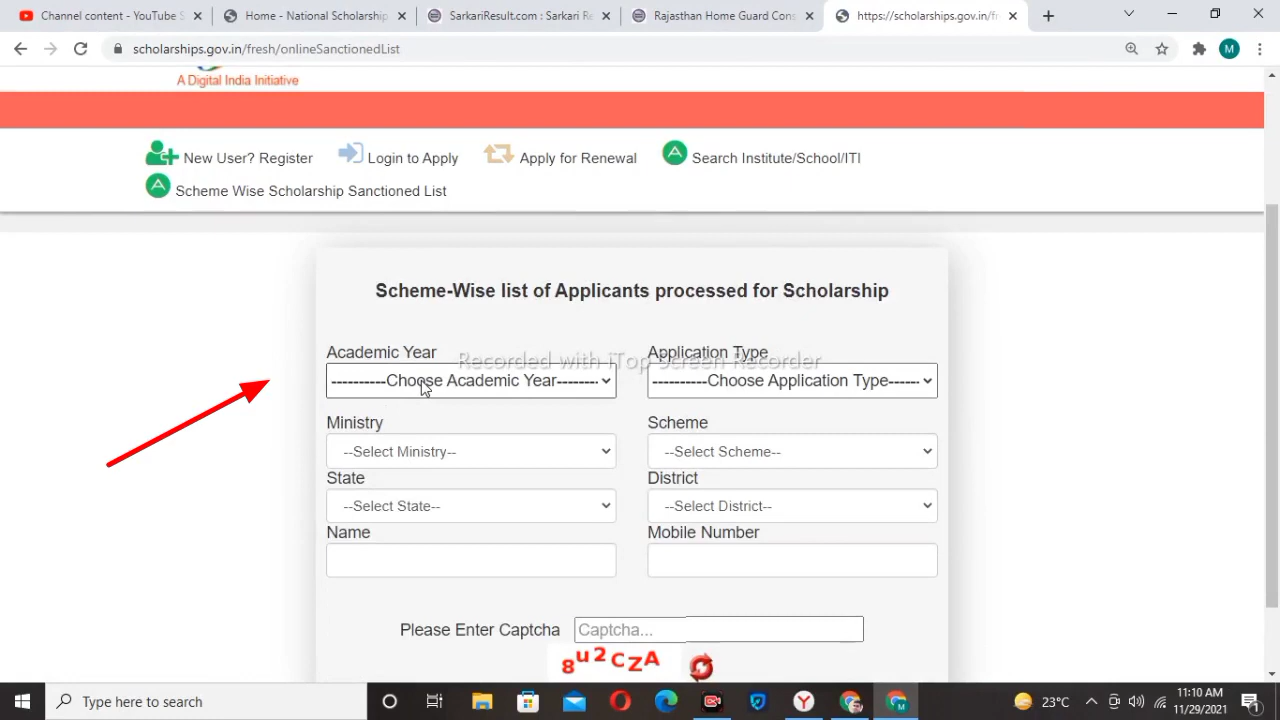 Channel content - YouTube S
Home - National Scholarship
SarkariResult.com : Sarkari Re
Rajasthan Home Guard Cons
https://scholarships.gov.in/fr
scholarships.gov.in/fresh/onlineSanctionedList
M
A Digital India Initiative
New User? Register
Login to Apply
Apply for Renewal
Search Institute/School/ITI
Scheme Wise Scholarship Sanctioned List
Scheme-Wise list of Applicants processed for Scholarship
Academic Year
Application Type
Recorded with iTop Screen Recorder
----------Choose Academic Year--------
----------Choose Application Type------
Ministry
Scheme
--Select Ministry--
--Select Scheme--
State
District
--Select State--
--Select District--
Name
Mobile Number
Please Enter Captcha
Captcha...
8u2CZA
Type here to search
23°C
11:10 AM
11/29/2021
1